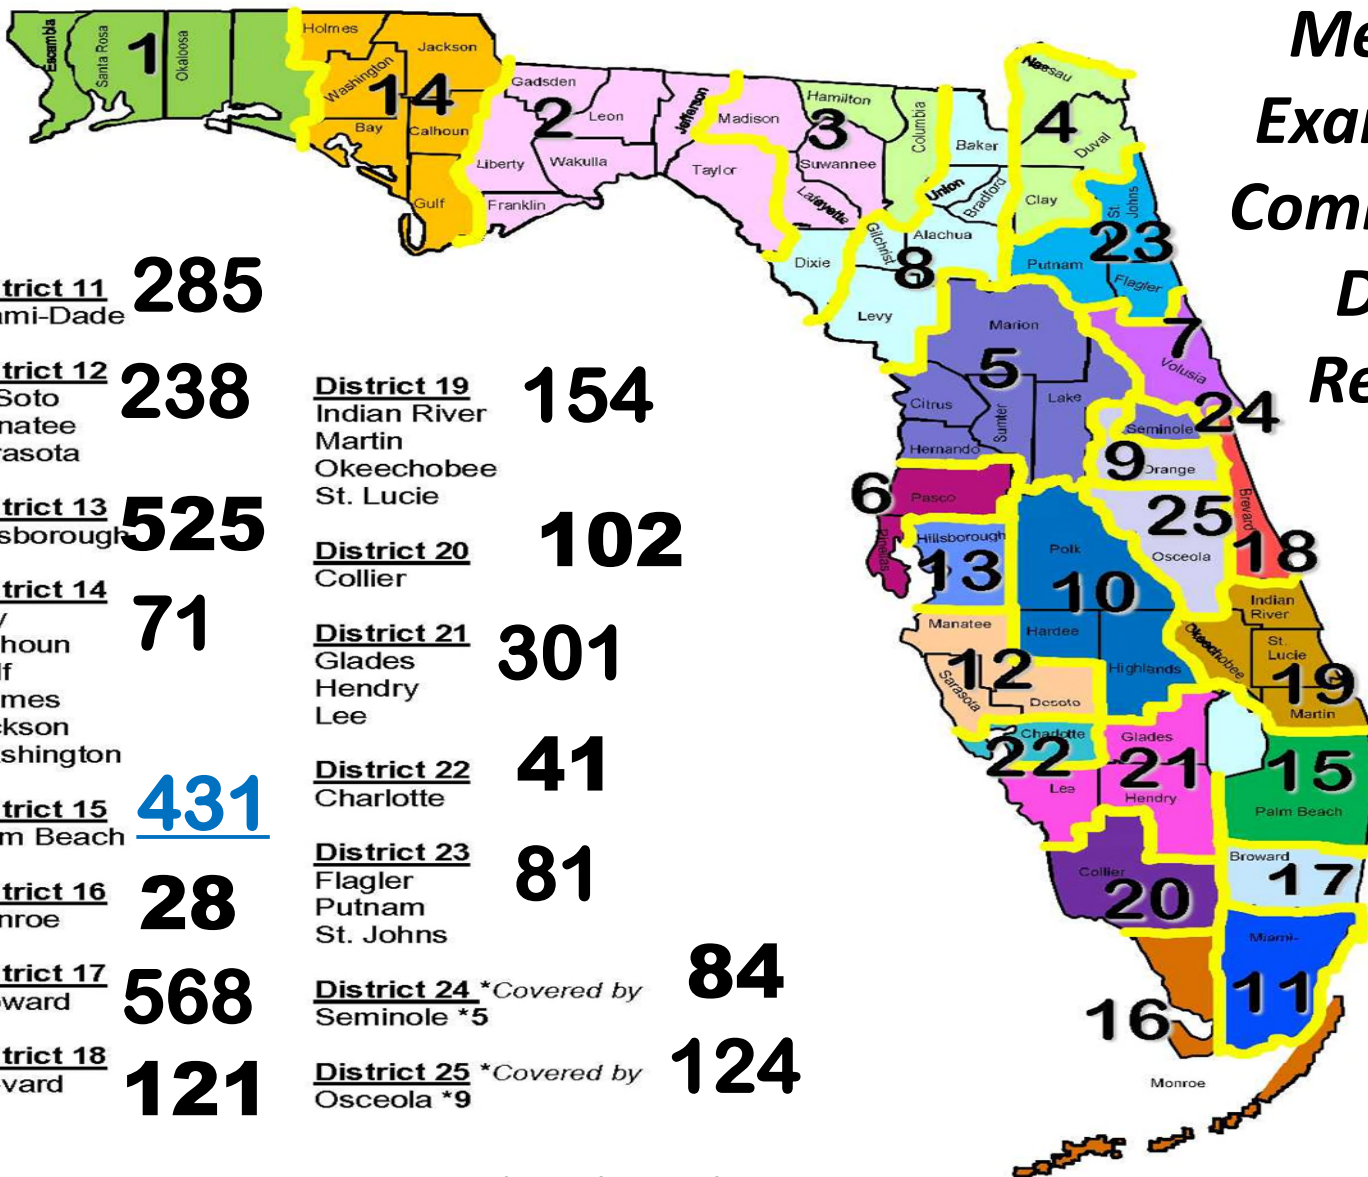 trict 11 285
ami-Dade
trict 12 238
Soto
natee
rasota
trict 13 525
lsborough
trict 14 71
houn
lf
mes
ckson
shington
trict 15 431
m Beach
trict 16 28
nroe
trict 17 568
ward
trict 18 121
vard
District 19 154
Indian River
Martin
Okeechobee
St. Lucie
District 20 102
Collier
District 21 301
Glades
Hendry
Lee
District 22 41
Charlotte
District 23 81
Flagler
Putnam
St. Johns
District 24 *Covered by 84
Seminole *5
District 25 *Covered by 124
Osceola *9
Me
Exa
Com
D
Re
Escambia
Santa Rosa
1
Okaloosa
Holmes
Jackson
Washington
14
Bay
Calhoun
Gulf
Gadsden
2
Leon
Jefferson
Liberty
Wakulla
Franklin
Madison
Taylor
Hamilton
3
Columbia
Suwannee
Lafayette
Baker
Union
Bradford
Nassau
4
Duval
Clay
St. Johns
23
Putnam
Flagler
Gilchrist
Alachua
8
Dixie
Levy
Marion
5
7
Volusia
Citrus
Sumter
Lake
24
Seminole
Hernando
9
Orange
6
Pasco
Pinellas
25
Brevard
Hillsborough
13
Polk
Osceola
18
10
Indian
River
Manatee
Hardee
Okeechobee
St.
Lucie
12
Highlands
Sarasota
Desoto
19
Martin
Charlotte
22
Glades
21
15
Lee
Hendry
Palm Beach
Broward
17
Collier
20
Miami-
11
16
Monroe